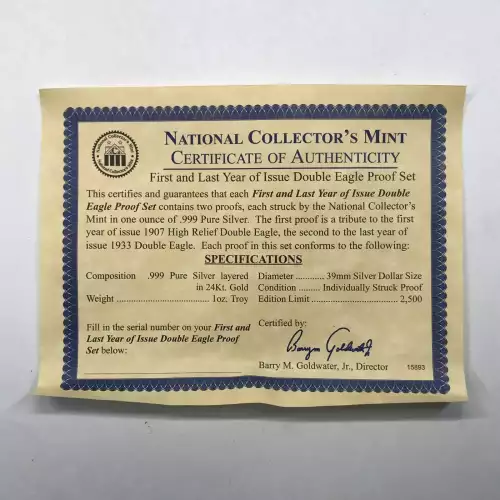 NATIONAL COLLECTOR'S MINT
CERTIFICATE OF AUTHENTICITY
First and Last Year of Issue Double Eagle Proof Set
This certifies and guarantees that each First and Last Year of Issue Double
Eagle Proof Set contains two proofs, each struck by the National Collector's
Mint in one ounce of .999 Pure Silver. The first proof is a tribute to the first
year of issue 1907 High Relief Double Eagle, the second to the last year of
issue 1933 Double Eagle. Each proof in this set conforms to the following:
SPECIFICATIONS
Composition .999 Pure Silver layered
in 24Kt. Gold
Weight ................................ 1oz. Troy
Diameter ........... 39mm Silver Dollar Size
Condition ........ Individually Struck Proof
Edition Limit ................................ 2,500
Fill in the serial number on your First and
Last Year of Issue Double Eagle Proof
Set below:
Certified by:
Barry M. Goldwater, Jr., Director
15893